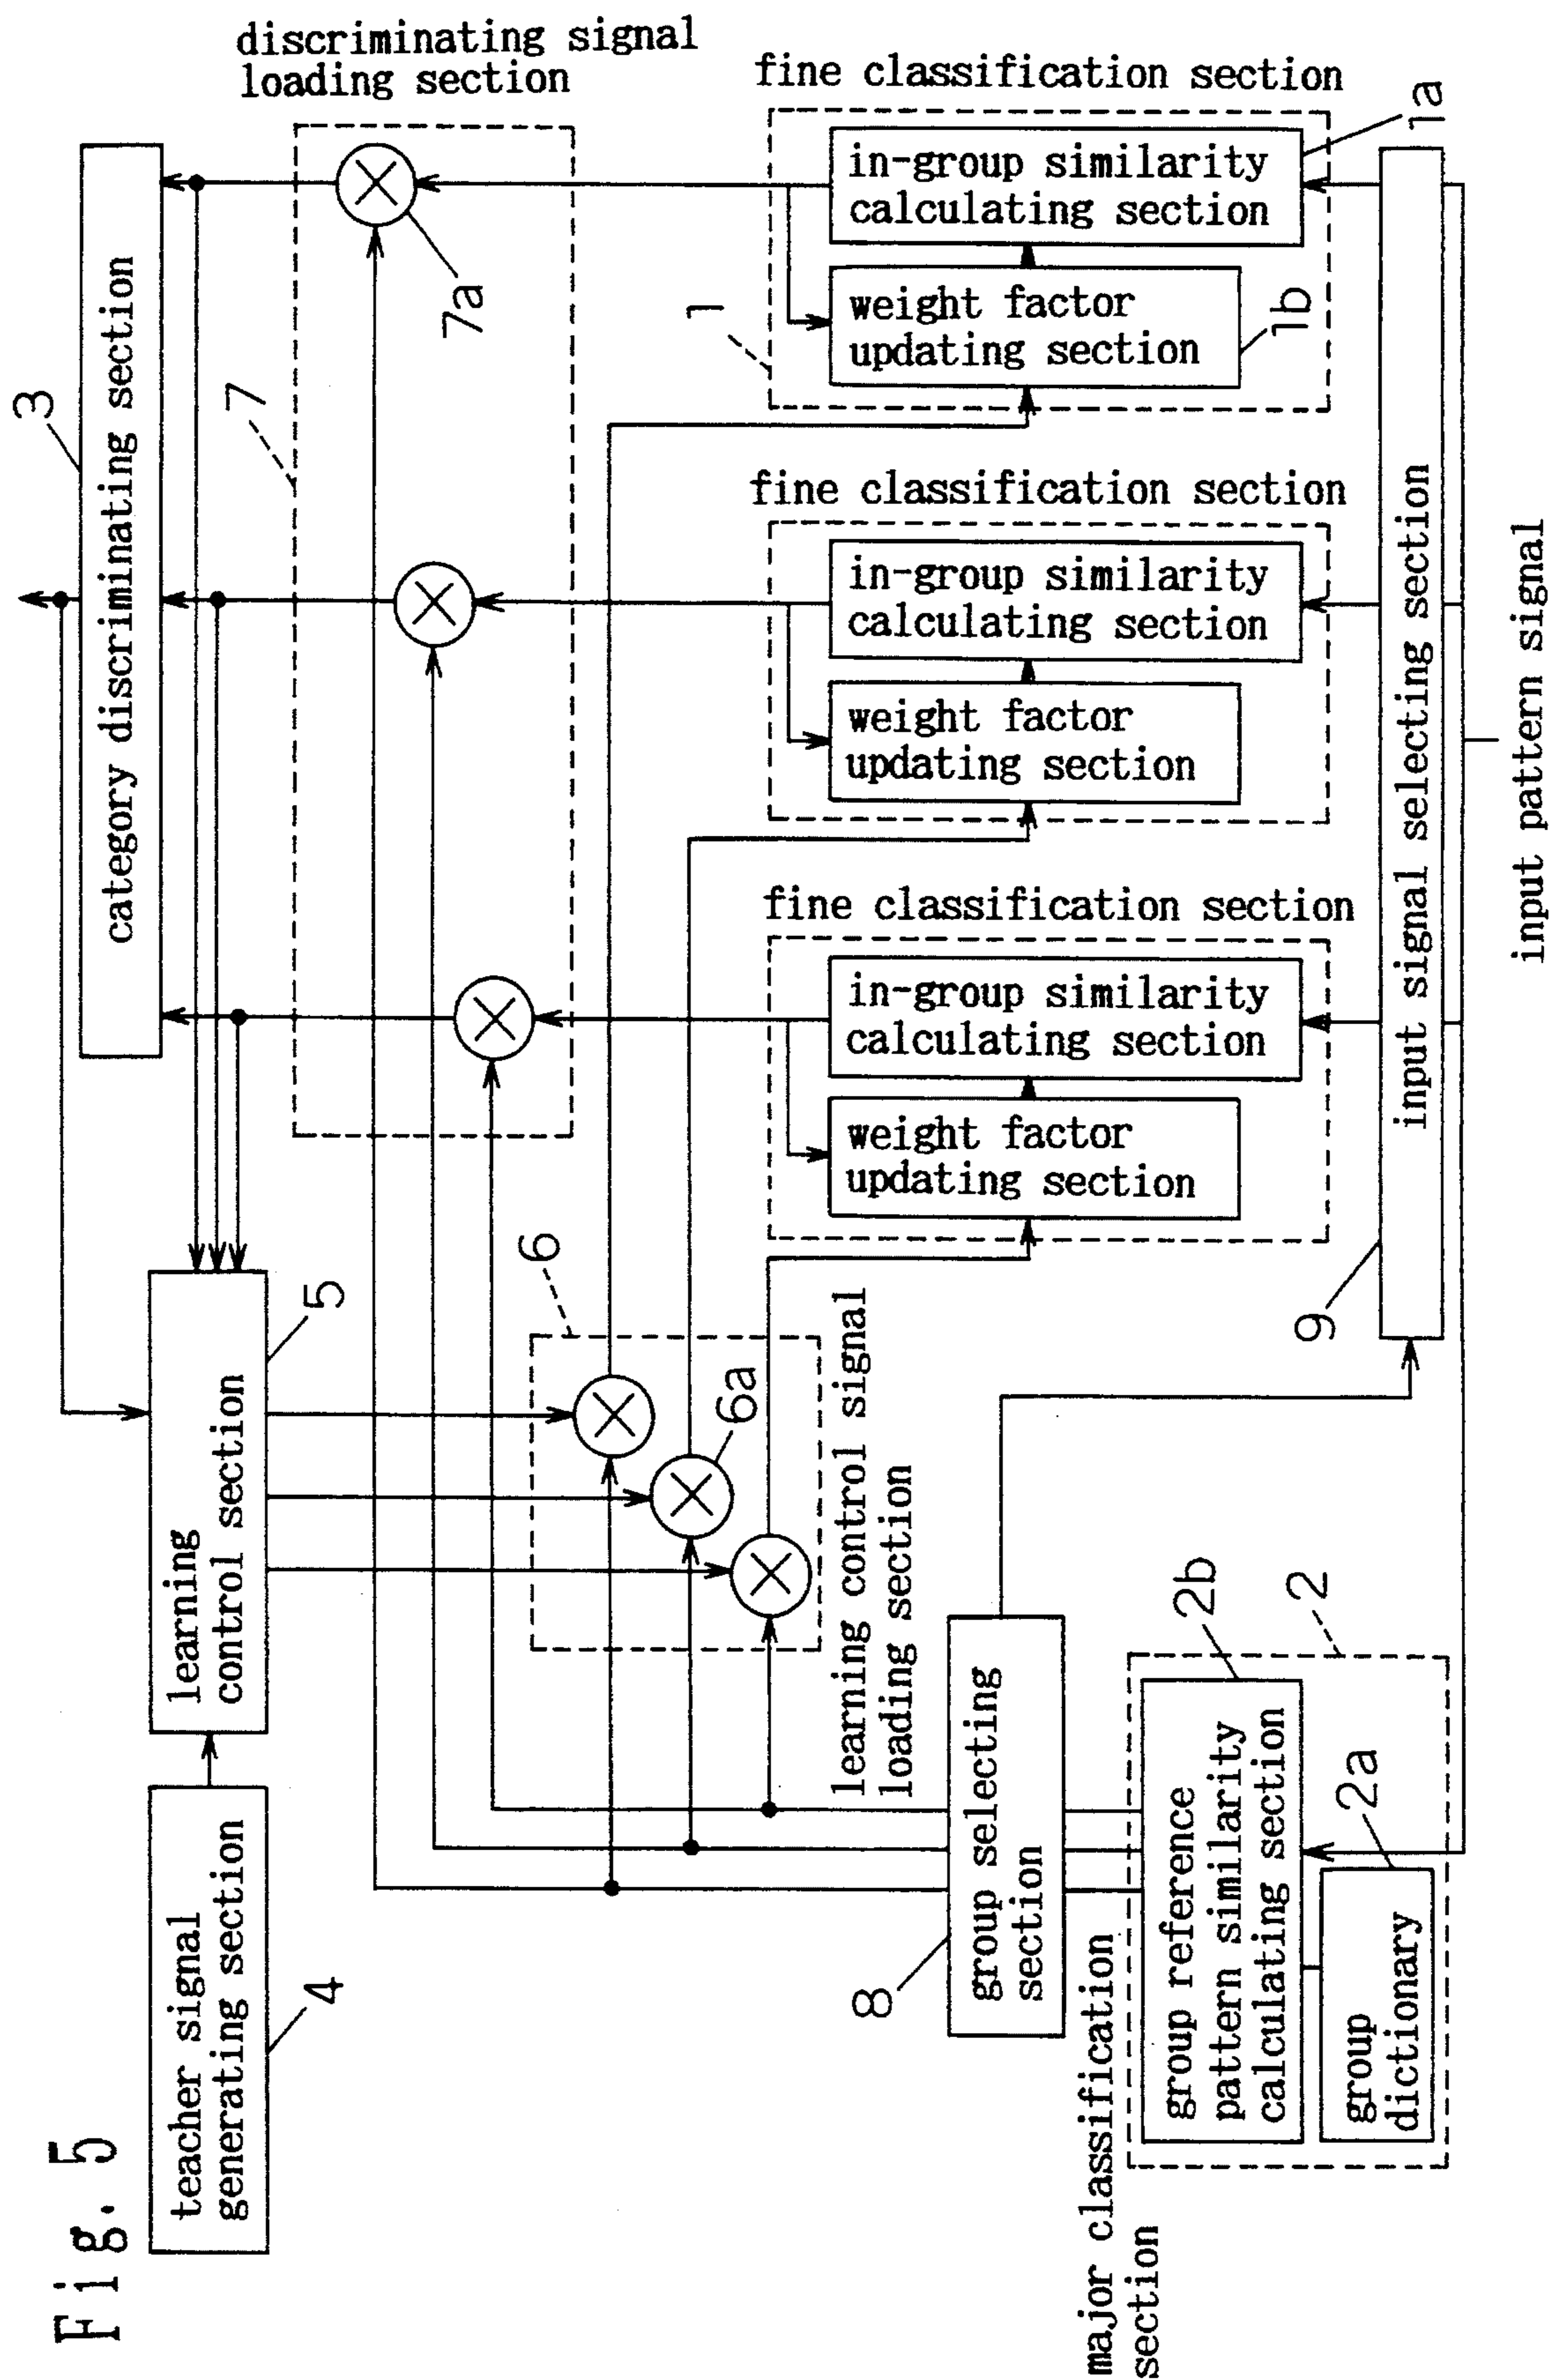 Fig. 5
teacher signal
generating section
4
learning
control section
5
3
category discriminating section
discriminating signal
loading section
7
7a
6
6a
learning control signal
loading section
fine classification section
in-group similarity
calculating section
weight factor
updating section
1
1a
1b
fine classification section
in-group similarity
calculating section
weight factor
updating section
fine classification section
in-group similarity
calculating section
weight factor
updating section
8
group selecting
section
major classification
section
group reference
pattern similarity
calculating section
2b
2
group
dictionary
2a
9
input signal selecting section
input pattern signal